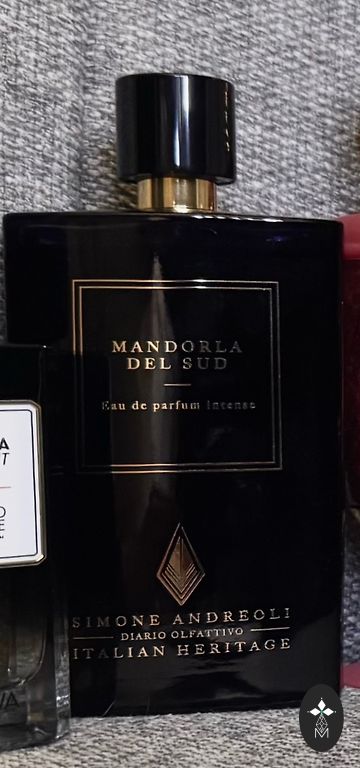 MANDORLA
DEL SUD
Eau de parfum intense
SIMONE ANDREOLI
DIARIO OLFATTIVO
ITALIAN HERITAGE
M